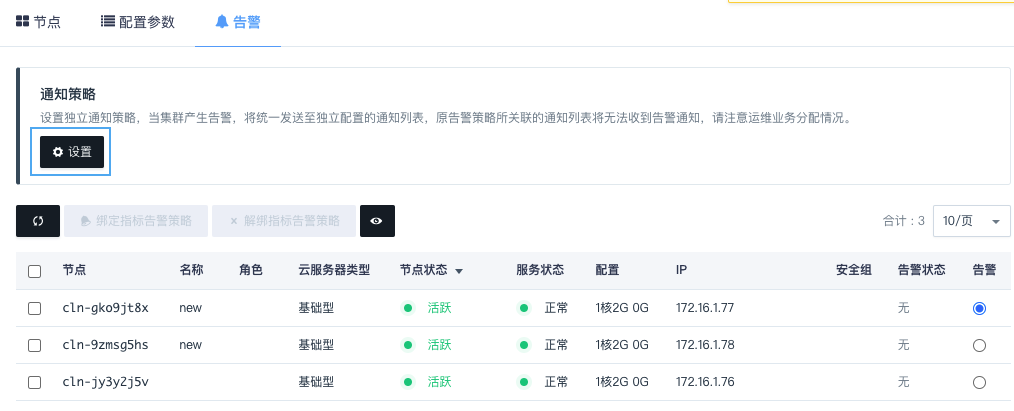 节点 配置参数 告警
通知策略
设置独立通知策略，当集群产生告警，将统一发送至独立配置的通知列表，原告警策略所关联的通知列表将无法收到告警通知，请注意运维业务分配情况。
设置
绑定指标告警策略 解绑指标告警策略 合计：3 10/页
节点 名称 角色 云服务器类型 节点状态 服务状态 配置 IP 安全组 告警状态 告警
cln-gko9jt8x new 基础型 活跃 正常 1核2G 0G 172.16.1.77 无
cln-9zmsg5hs new 基础型 活跃 正常 1核2G 0G 172.16.1.78 无
cln-jy3y2j5v 基础型 活跃 正常 1核2G 0G 172.16.1.76 无